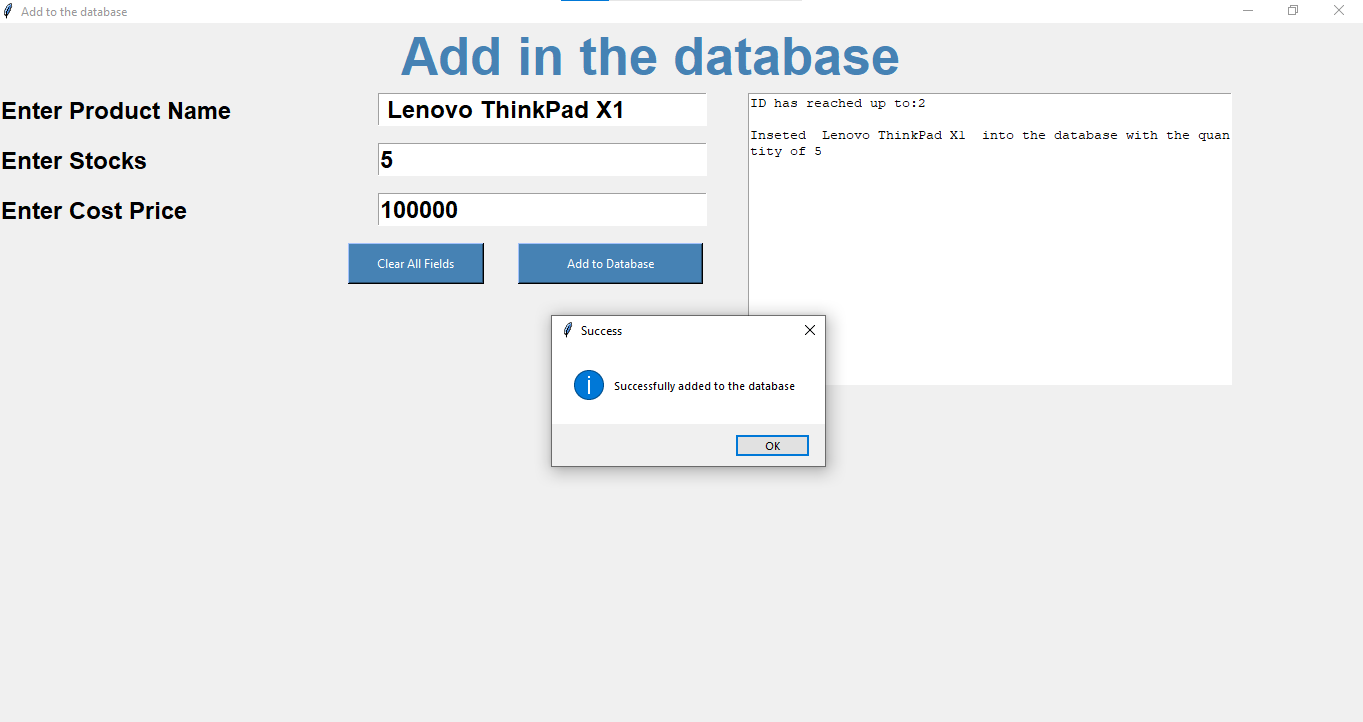 Add to the database
Add in the database
Enter Product Name
Lenovo ThinkPad X1
Enter Stocks
5
Enter Cost Price
100000
Clear All Fields
Add to Database
ID has reached up to:2
Inseted  Lenovo ThinkPad X1  into the database with the quan
tity of 5
Success
Successfully added to the database
OK